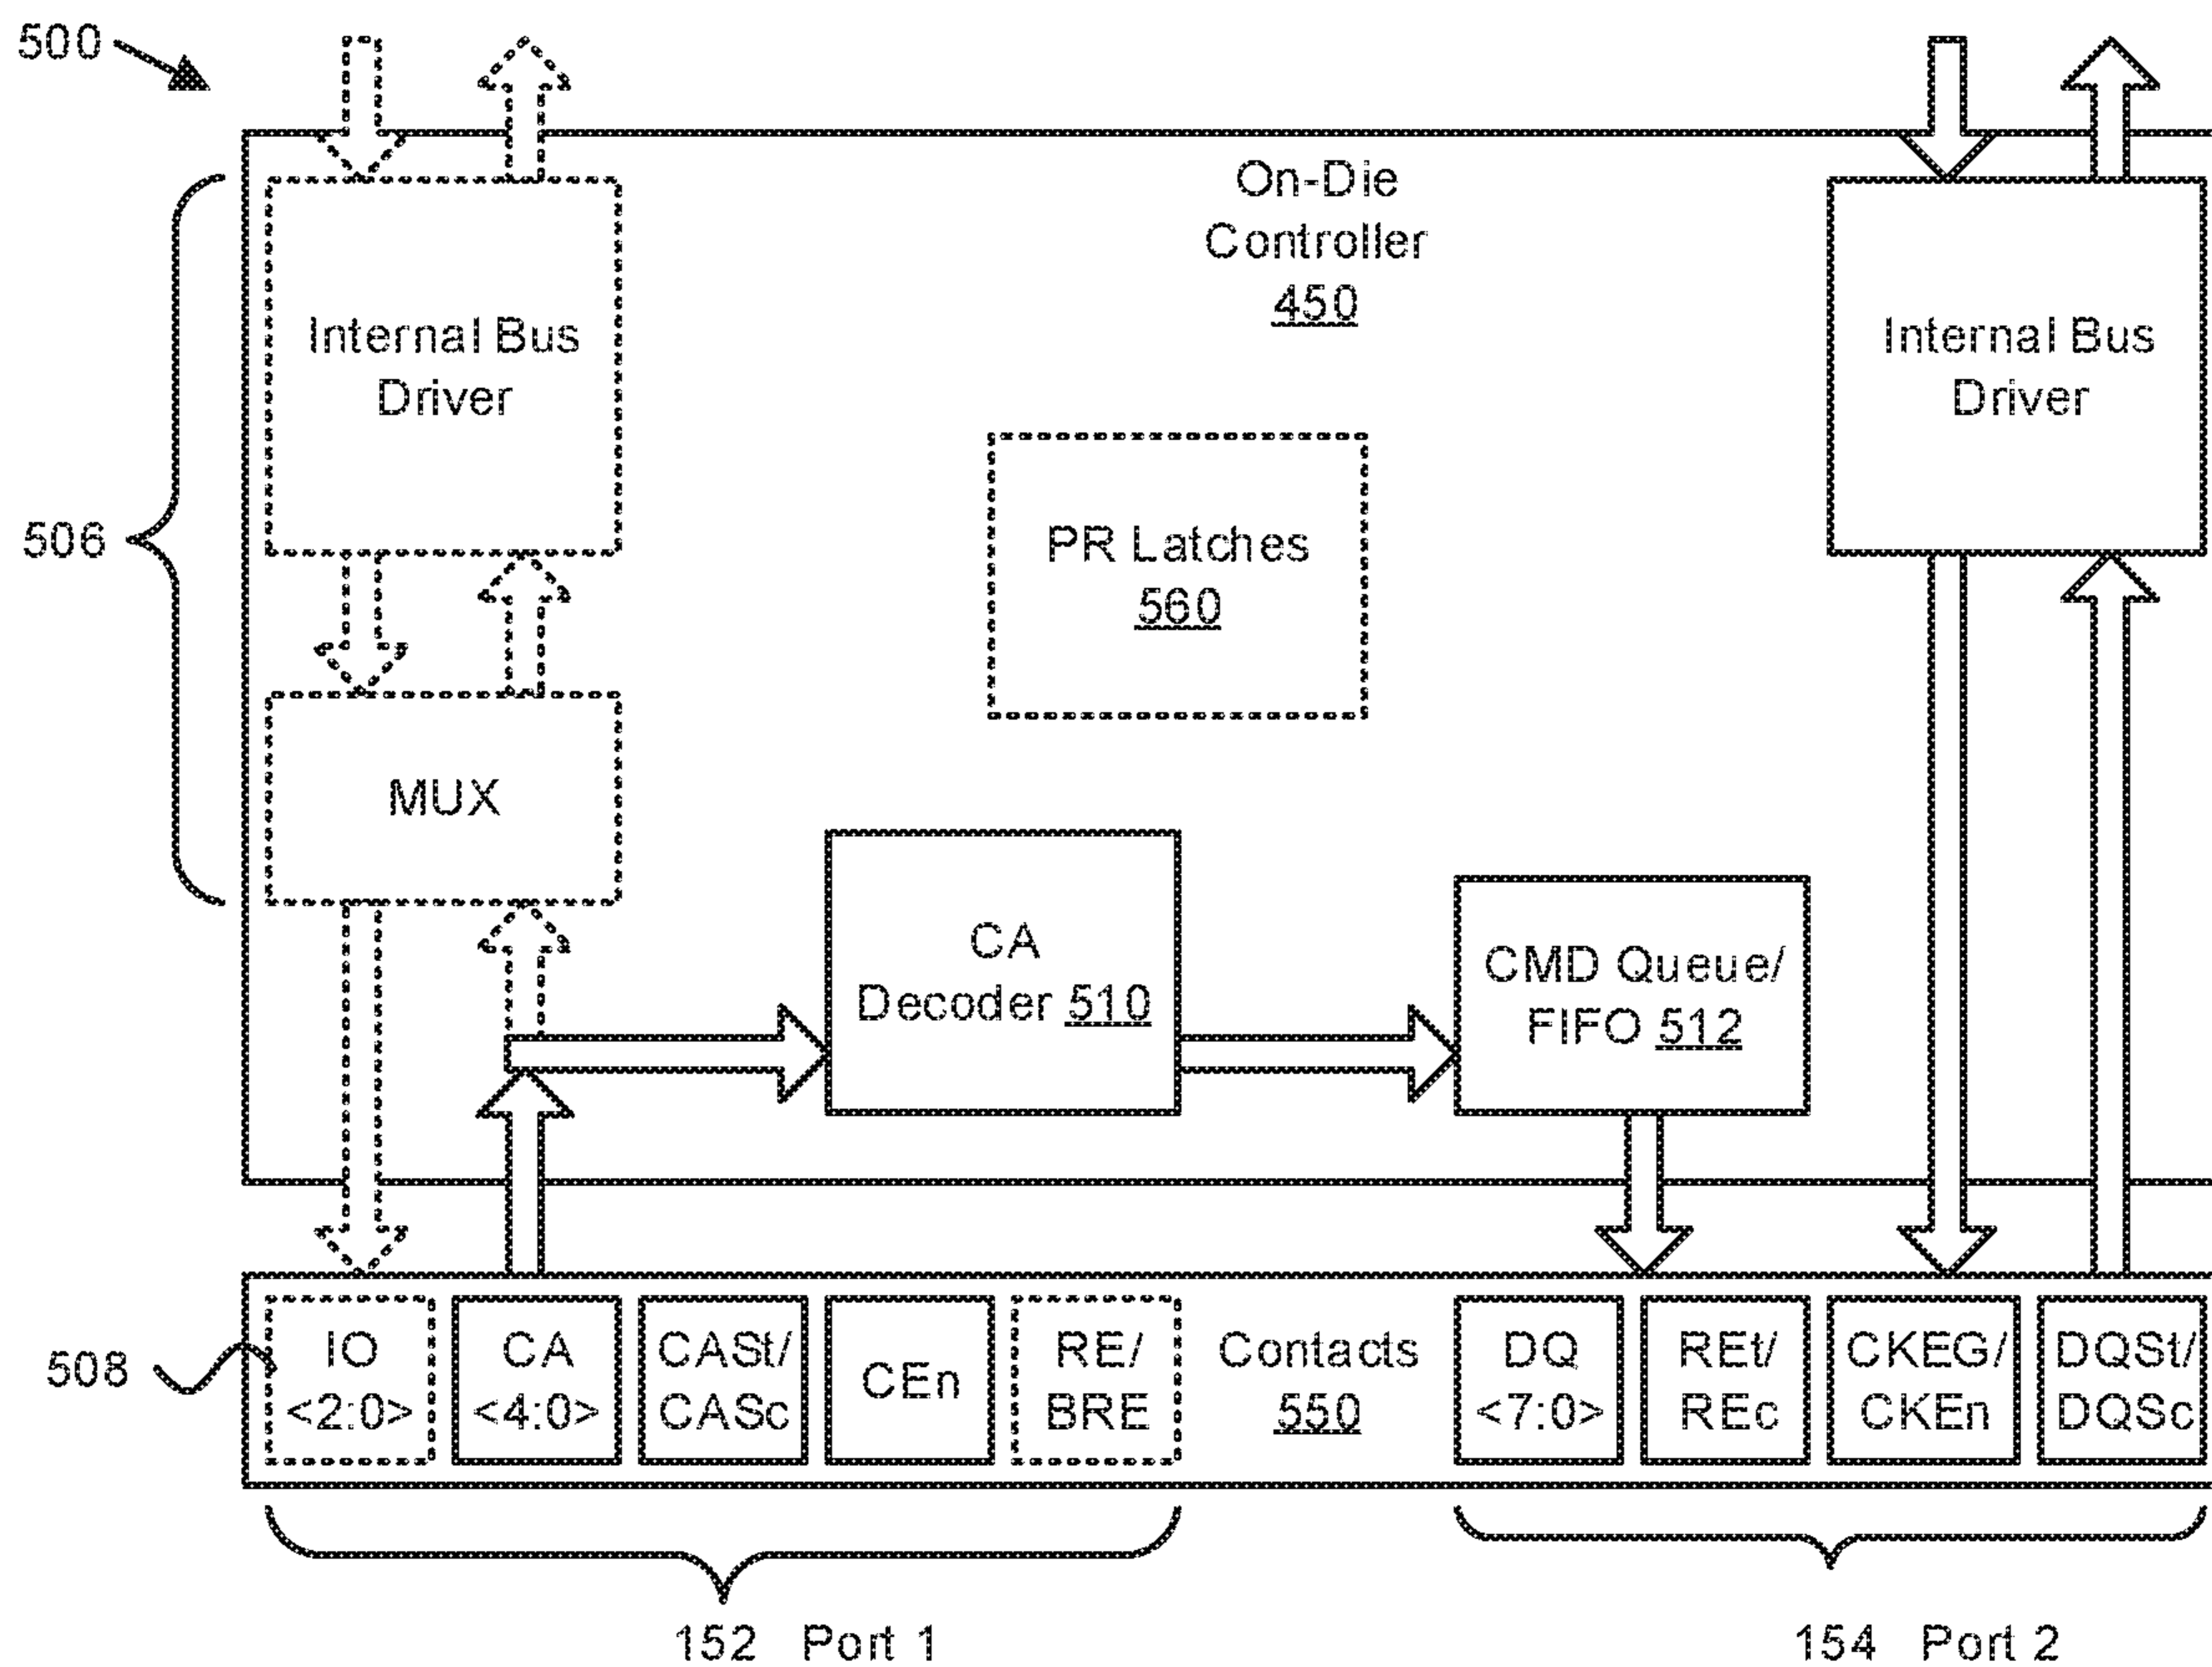 500
On-Die
Controller
450
Internal Bus
Driver
Internal Bus
Driver
506
PR Latches
560
MUX
CA
Decoder 510
CMD Queue/
FIFO 512
508
IO
<2:0>
CA
<4:0>
CASt/
CASc
CEn
RE/
BRE
Contacts
550
DQ
<7:0>
REt/
REc
CKEG/
CKEn
DQSt/
DQSc
152 Port 1
154 Port 2